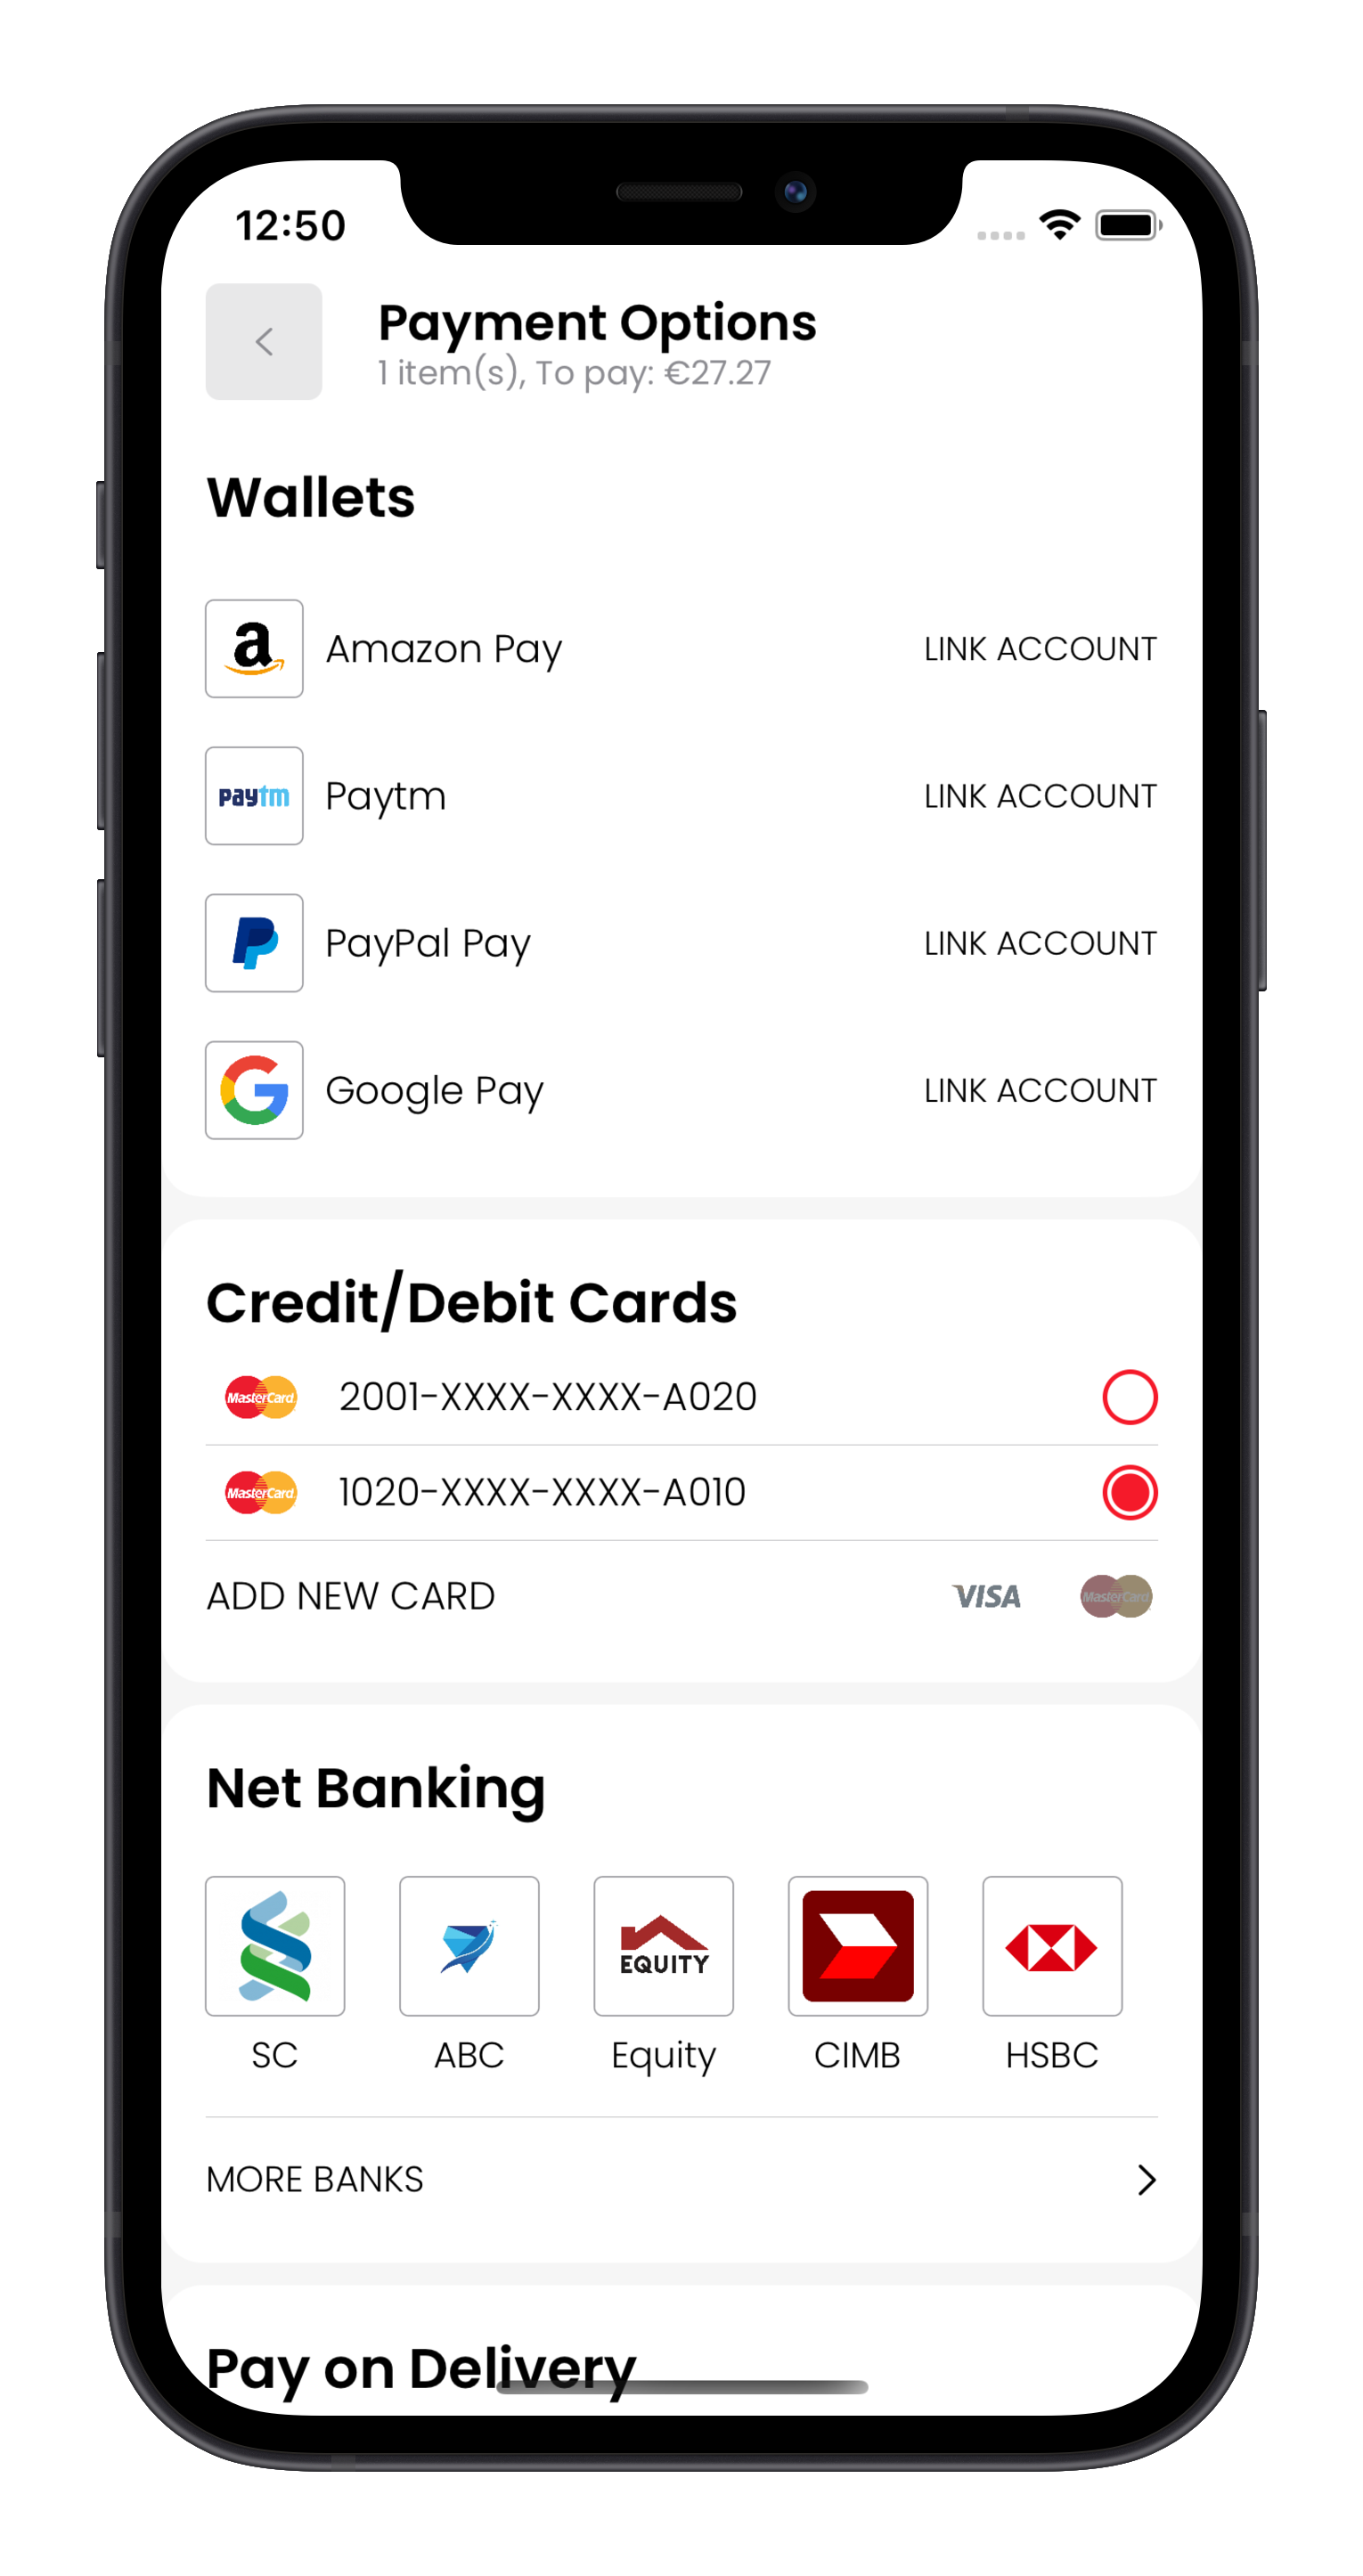 12:50
Payment Options
1 item(s), To pay: €27.27
Wallets
a Amazon Pay LINK ACCOUNT
paytm Paytm LINK ACCOUNT
PayPal Pay LINK ACCOUNT
G Google Pay LINK ACCOUNT
Credit/Debit Cards
MasterCard 2001-XXXX-XXXX-A020
MasterCard 1020-XXXX-XXXX-A010
ADD NEW CARD VISA MasterCard
Net Banking
EQUITY
SC ABC Equity CIMB HSBC
MORE BANKS
Pay on Delivery